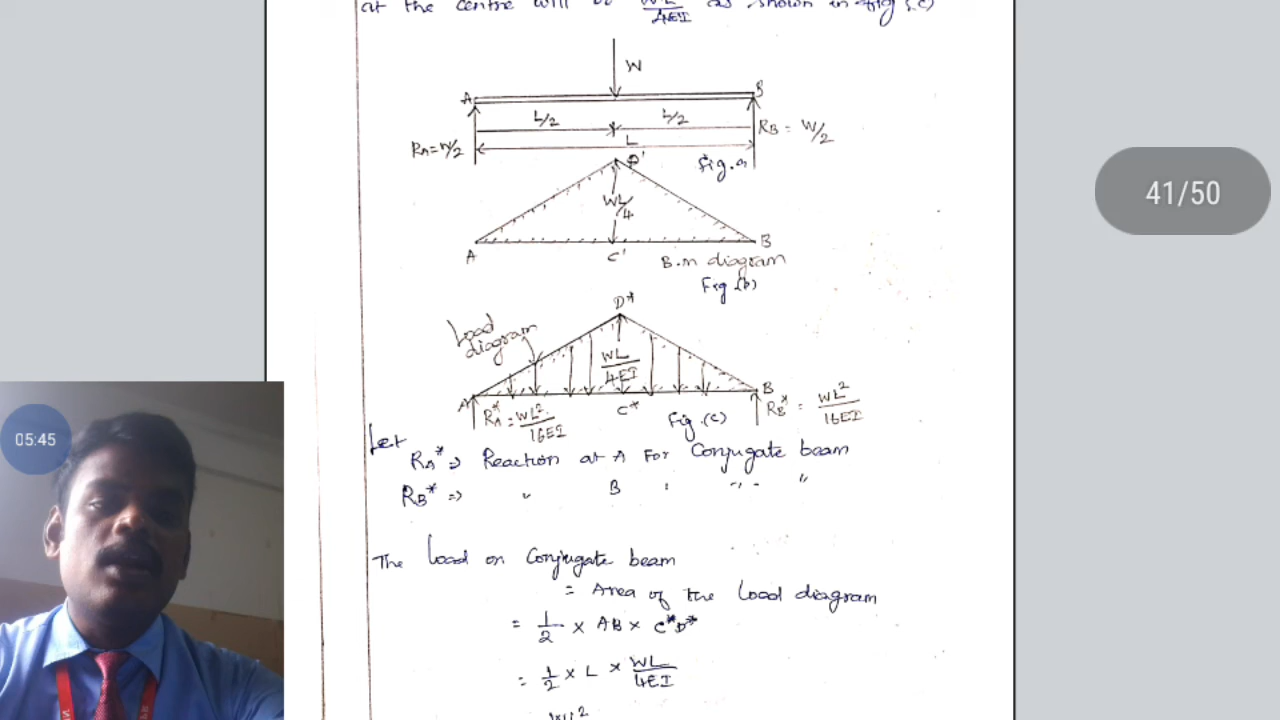 at the centre will be WL/4EI as shown in fig (c)
W
A B
L/2 L/2
RA = W/2 L RB = W/2
Fig. a
D'
WL/4
A C' B
B.M diagram
Fig (b)
D*
Load diagram
WL/4EI
A C* B
RA* = WL²/16EI Fig.(c) RB* = WL²/16EI
Let
RA* => Reaction at A For Conjugate beam
RB* => " B " " "
The Load on Conjugate beam
= Area of the Load diagram
= 1/2 × AB × C*D*
= 1/2 × L × WL/4EI
41/50
05:45